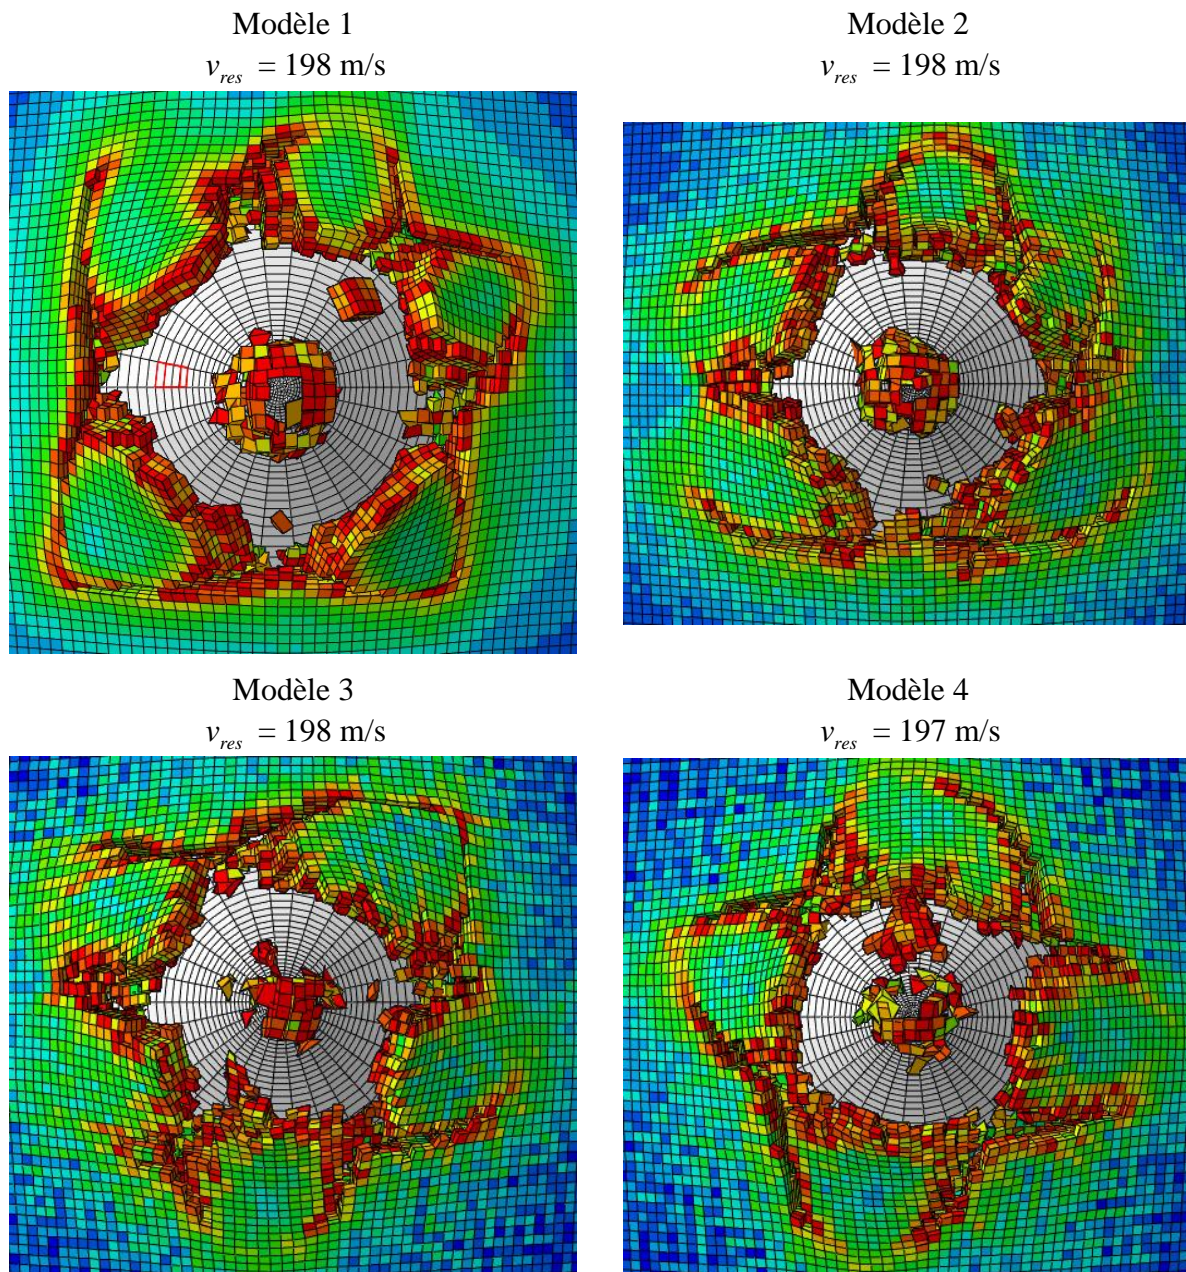 Modèle 1
v_res = 198 m/s
Modèle 2
v_res = 198 m/s
Modèle 3
v_res = 198 m/s
Modèle 4
v_res = 197 m/s